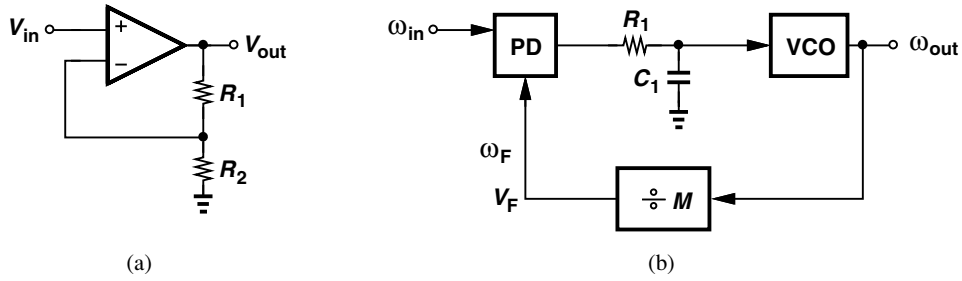 V_in
+
−
V_out
R_1
R_2
(a)
ω_in
PD
R_1
C_1
VCO
ω_out
ω_F
V_F
÷ M
(b)